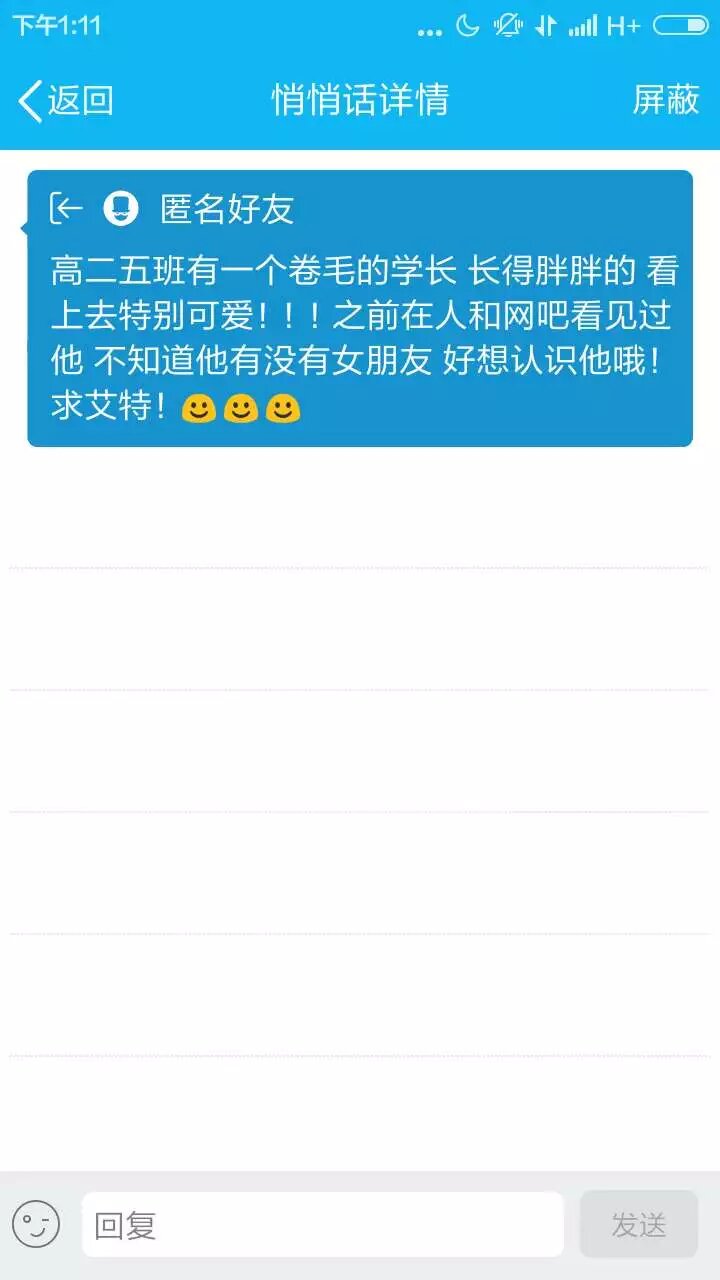 下午1:11
... H+
返回 悄悄话详情 屏蔽
匿名好友
高二五班有一个卷毛的学长 长得胖胖的 看
上去特别可爱！！！之前在人和网吧看见过
他 不知道他有没有女朋友 好想认识他哦！
求艾特！
回复 发送